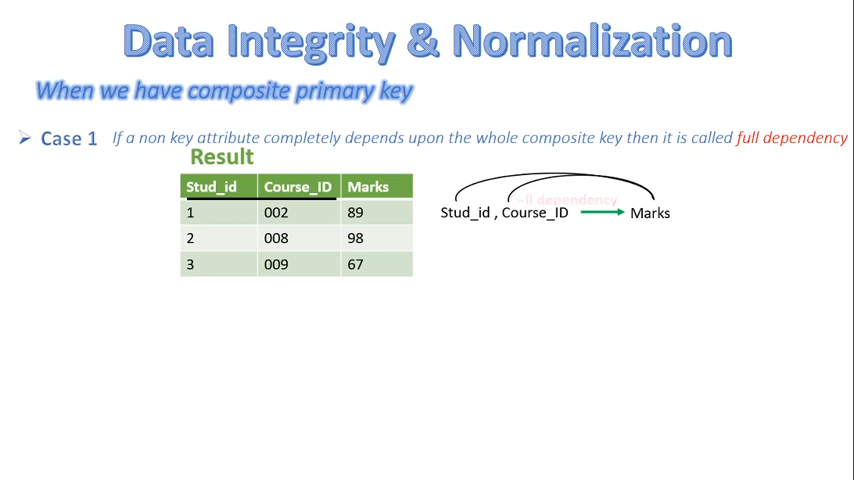 Data Integrity & Normalization
When we have composite primary key
Case 1 If a non key attribute completely depends upon the whole composite key then it is called full dependency
Result
Stud_id Course_ID Marks
1 002 89
2 008 98
3 009 67
dependency
Stud_id , Course_ID Marks